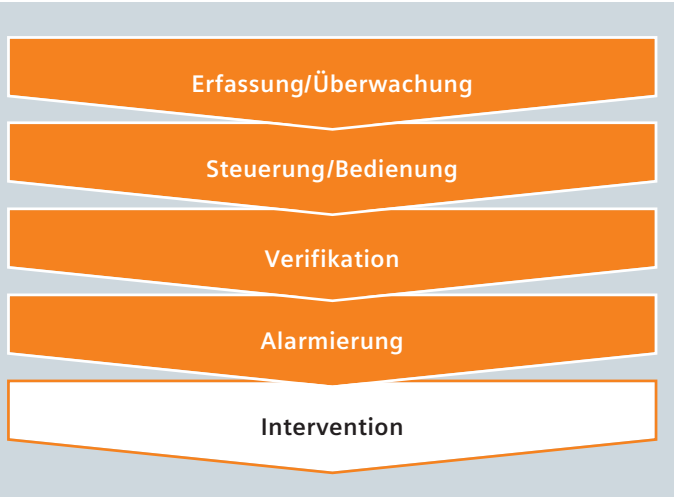 Erfassung/Überwachung
Steuerung/Bedienung
Verifikation
Alarmierung
Intervention